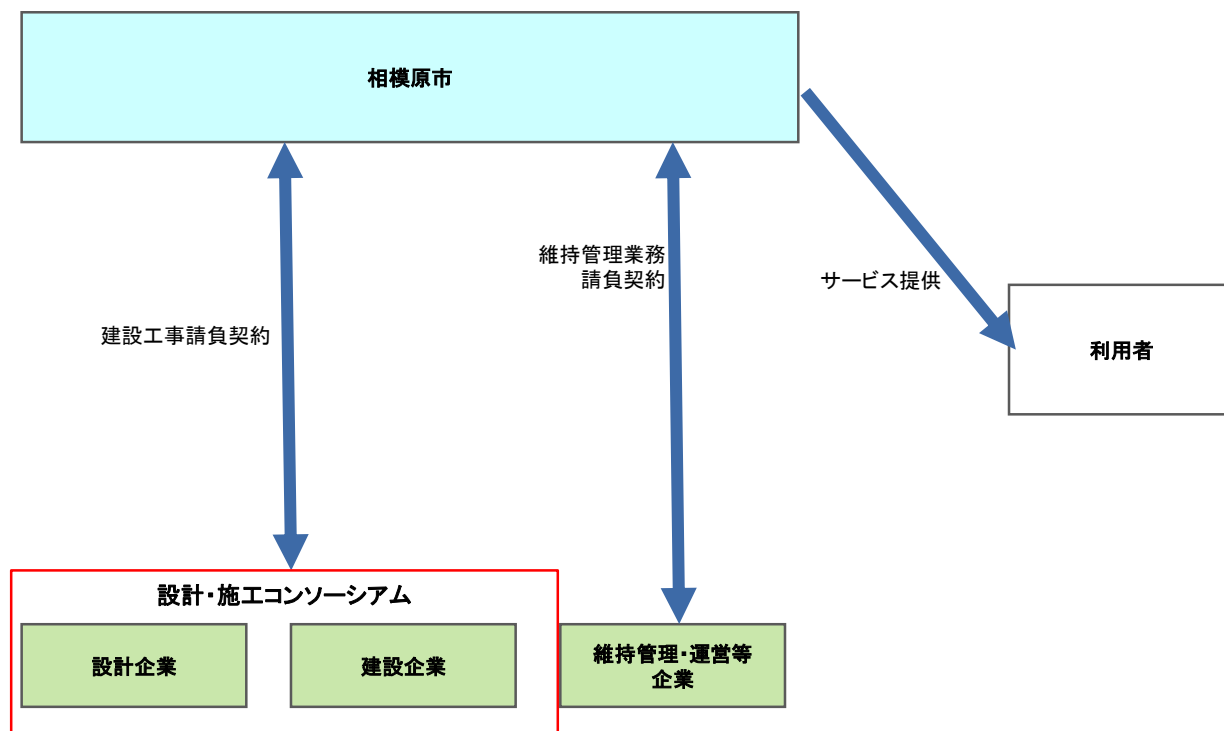 相模原市
維持管理業務
請負契約
サービス提供
建設工事請負契約
利用者
設計・施工コンソーシアム
設計企業
建設企業
維持管理・運営等
企業